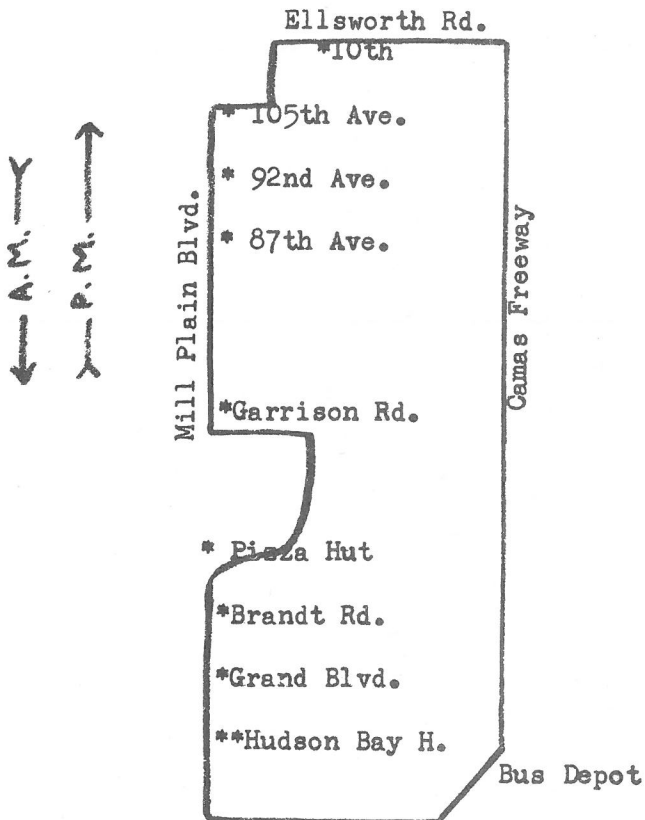 Ellsworth Rd.
*10th
* 105th Ave.
* 92nd Ave.
* 87th Ave.
A.M.
P.M.
Mill Plain Blvd.
Camas Freeway
*Garrison Rd.
* Pizza Hut
*Brandt Rd.
*Grand Blvd.
**Hudson Bay H.
Bus Depot